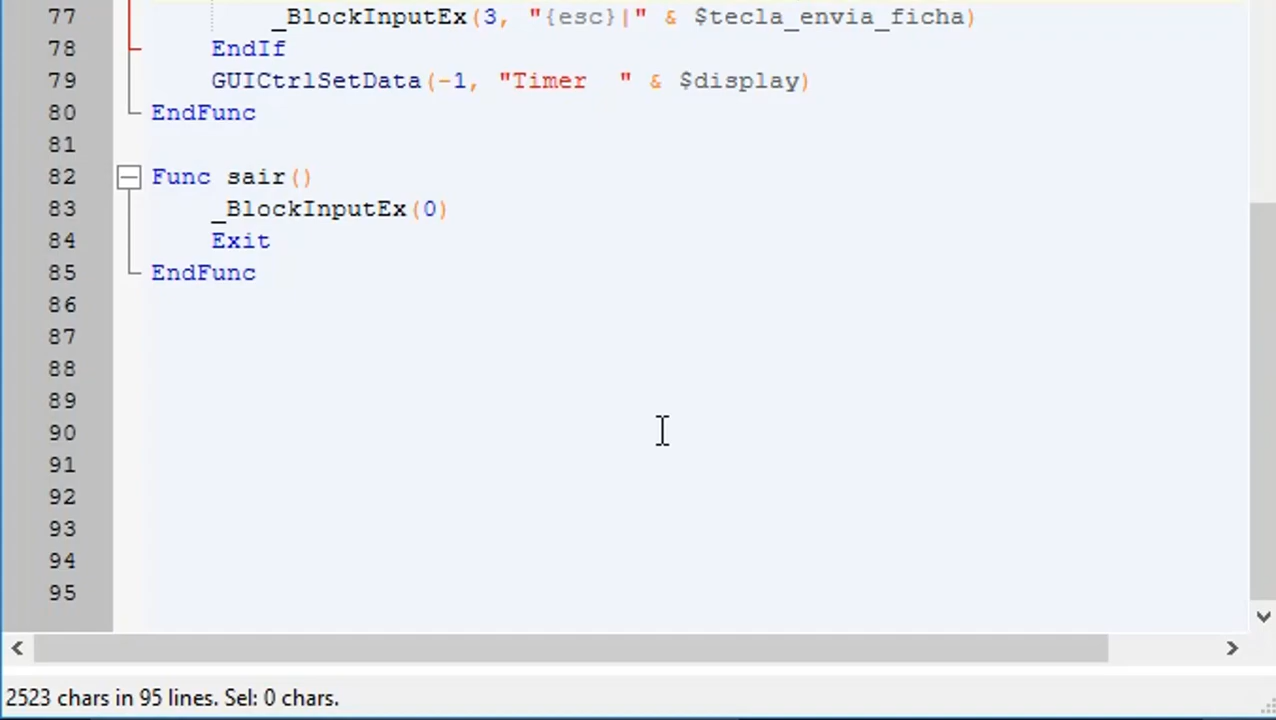 77 _BlockInputEx(3, "{esc}|" & $tecla_envia_ficha)
78 EndIf
79 GUICtrlSetData(-1, "Timer  " & $display)
80 EndFunc
81
82 Func sair()
83 _BlockInputEx(0)
84 Exit
85 EndFunc
86
87
88
89
90
91
92
93
94
95
2523 chars in 95 lines. Sel: 0 chars.